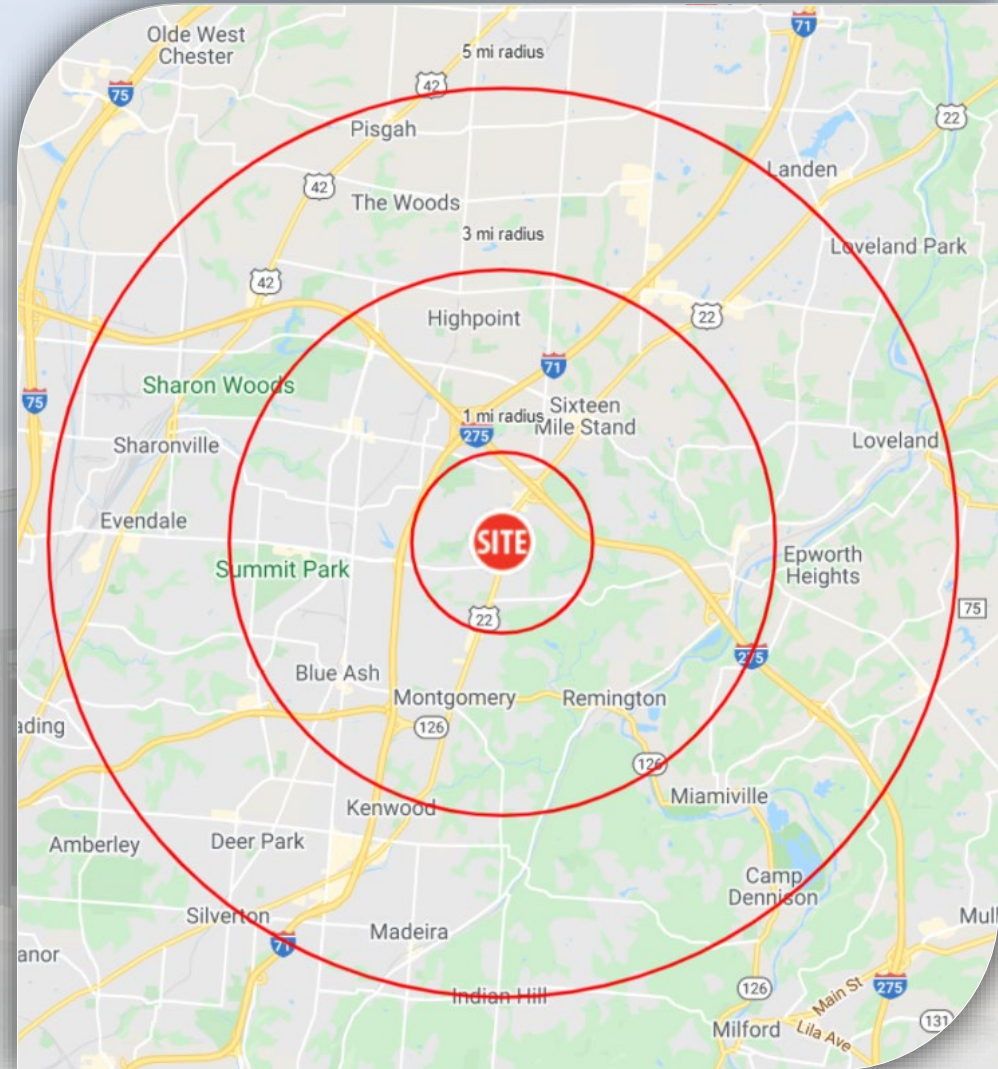 71
Olde West
Chester
5 mi radius
42
75
22
Pisgah
Landen
42
The Woods
3 mi radius
Loveland Park
42
22
Highpoint
71
Sharon Woods
75
1 mi radius
Sixteen
Mile Stand
275
Sharonville
Loveland
Evendale
SITE
Epworth
Heights
Summit Park
75
22
275
Blue Ash
Montgomery
Remington
ading
126
126
Miamiville
Kenwood
Deer Park
Amberley
Camp
Dennison
Silverton
Mull
Madeira
71
anor
Indian Hill
126
275
Main St
131
Milford
Lila Ave